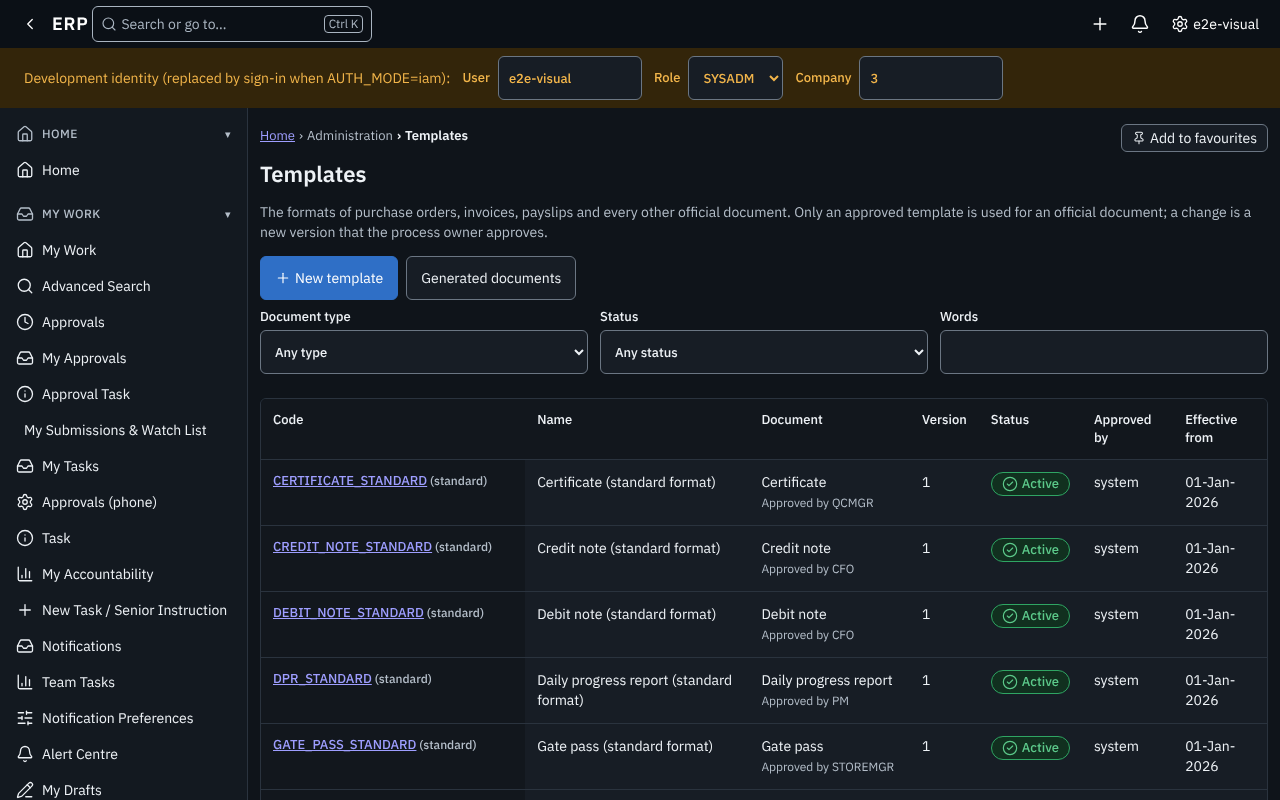 ERP
Search or go to...
Ctrl K
e2e-visual
Development identity (replaced by sign-in when AUTH_MODE=iam): User e2e-visual Role SYSADM Company 3
HOME
Home
MY WORK
My Work
Advanced Search
Approvals
My Approvals
Approval Task
My Submissions & Watch List
My Tasks
Approvals (phone)
Task
My Accountability
New Task / Senior Instruction
Notifications
Team Tasks
Notification Preferences
Alert Centre
My Drafts
Home › Administration › Templates
Add to favourites
Templates
The formats of purchase orders, invoices, payslips and every other official document. Only an approved template is used for an official document; a change is a
new version that the process owner approves.
New template
Generated documents
Document type
Any type
Status
Any status
Words
Code Name Document Version Status Approved by Effective from
CERTIFICATE_STANDARD (standard) Certificate (standard format) Certificate 1 Active system 01-Jan-
Approved by QCMGR 2026
CREDIT_NOTE_STANDARD (standard) Credit note (standard format) Credit note 1 Active system 01-Jan-
Approved by CFO 2026
DEBIT_NOTE_STANDARD (standard) Debit note (standard format) Debit note 1 Active system 01-Jan-
Approved by CFO 2026
DPR_STANDARD (standard) Daily progress report (standard Daily progress report 1 Active system 01-Jan-
format) Approved by PM 2026
GATE_PASS_STANDARD (standard) Gate pass (standard format) Gate pass 1 Active system 01-Jan-
Approved by STOREMGR 2026